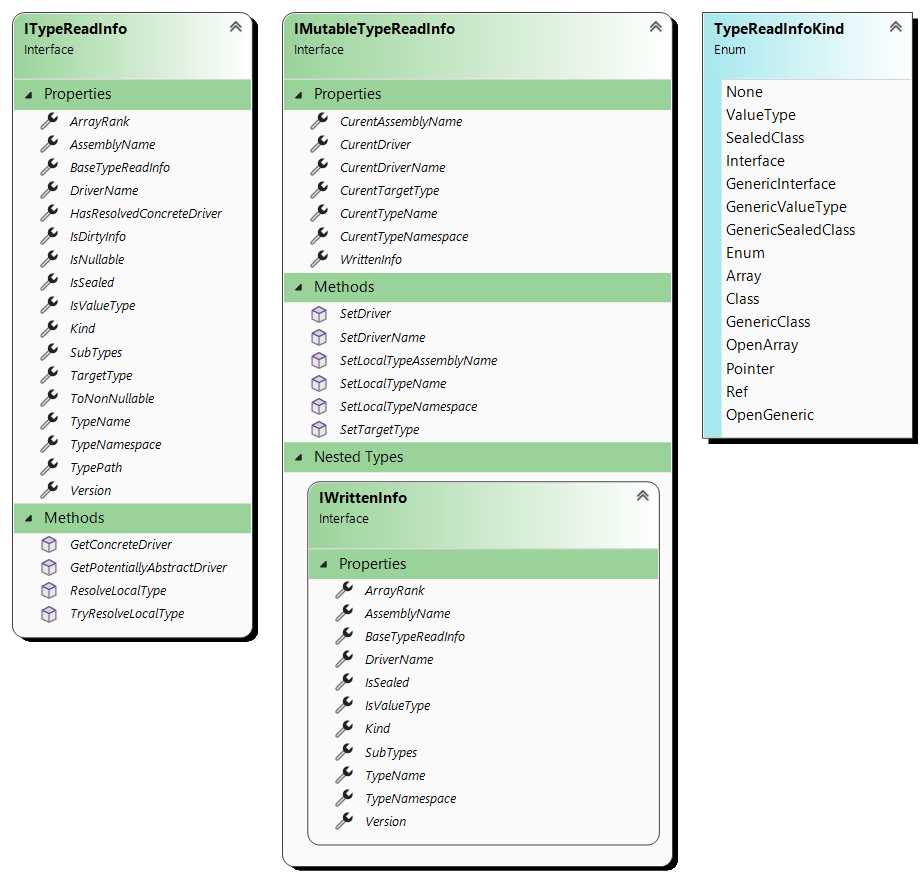 ITypeReadInfo
Interface
Properties
ArrayRank
AssemblyName
BaseTypeReadInfo
DriverName
HasResolvedConcreteDriver
IsDirtyInfo
IsNullable
IsSealed
IsValueType
Kind
SubTypes
TargetType
ToNonNullable
TypeName
TypeNamespace
TypePath
Version
Methods
GetConcreteDriver
GetPotentiallyAbstractDriver
ResolveLocalType
TryResolveLocalType
IMutableTypeReadInfo
Interface
Properties
CurentAssemblyName
CurentDriver
CurentDriverName
CurentTargetType
CurentTypeName
CurentTypeNamespace
WrittenInfo
Methods
SetDriver
SetDriverName
SetLocalTypeAssemblyName
SetLocalTypeName
SetLocalTypeNamespace
SetTargetType
Nested Types
IWrittenInfo
Interface
Properties
ArrayRank
AssemblyName
BaseTypeReadInfo
DriverName
IsSealed
IsValueType
Kind
SubTypes
TypeName
TypeNamespace
Version
TypeReadInfoKind
Enum
None
ValueType
SealedClass
Interface
GenericInterface
GenericValueType
GenericSealedClass
Enum
Array
Class
GenericClass
OpenArray
Pointer
Ref
OpenGeneric